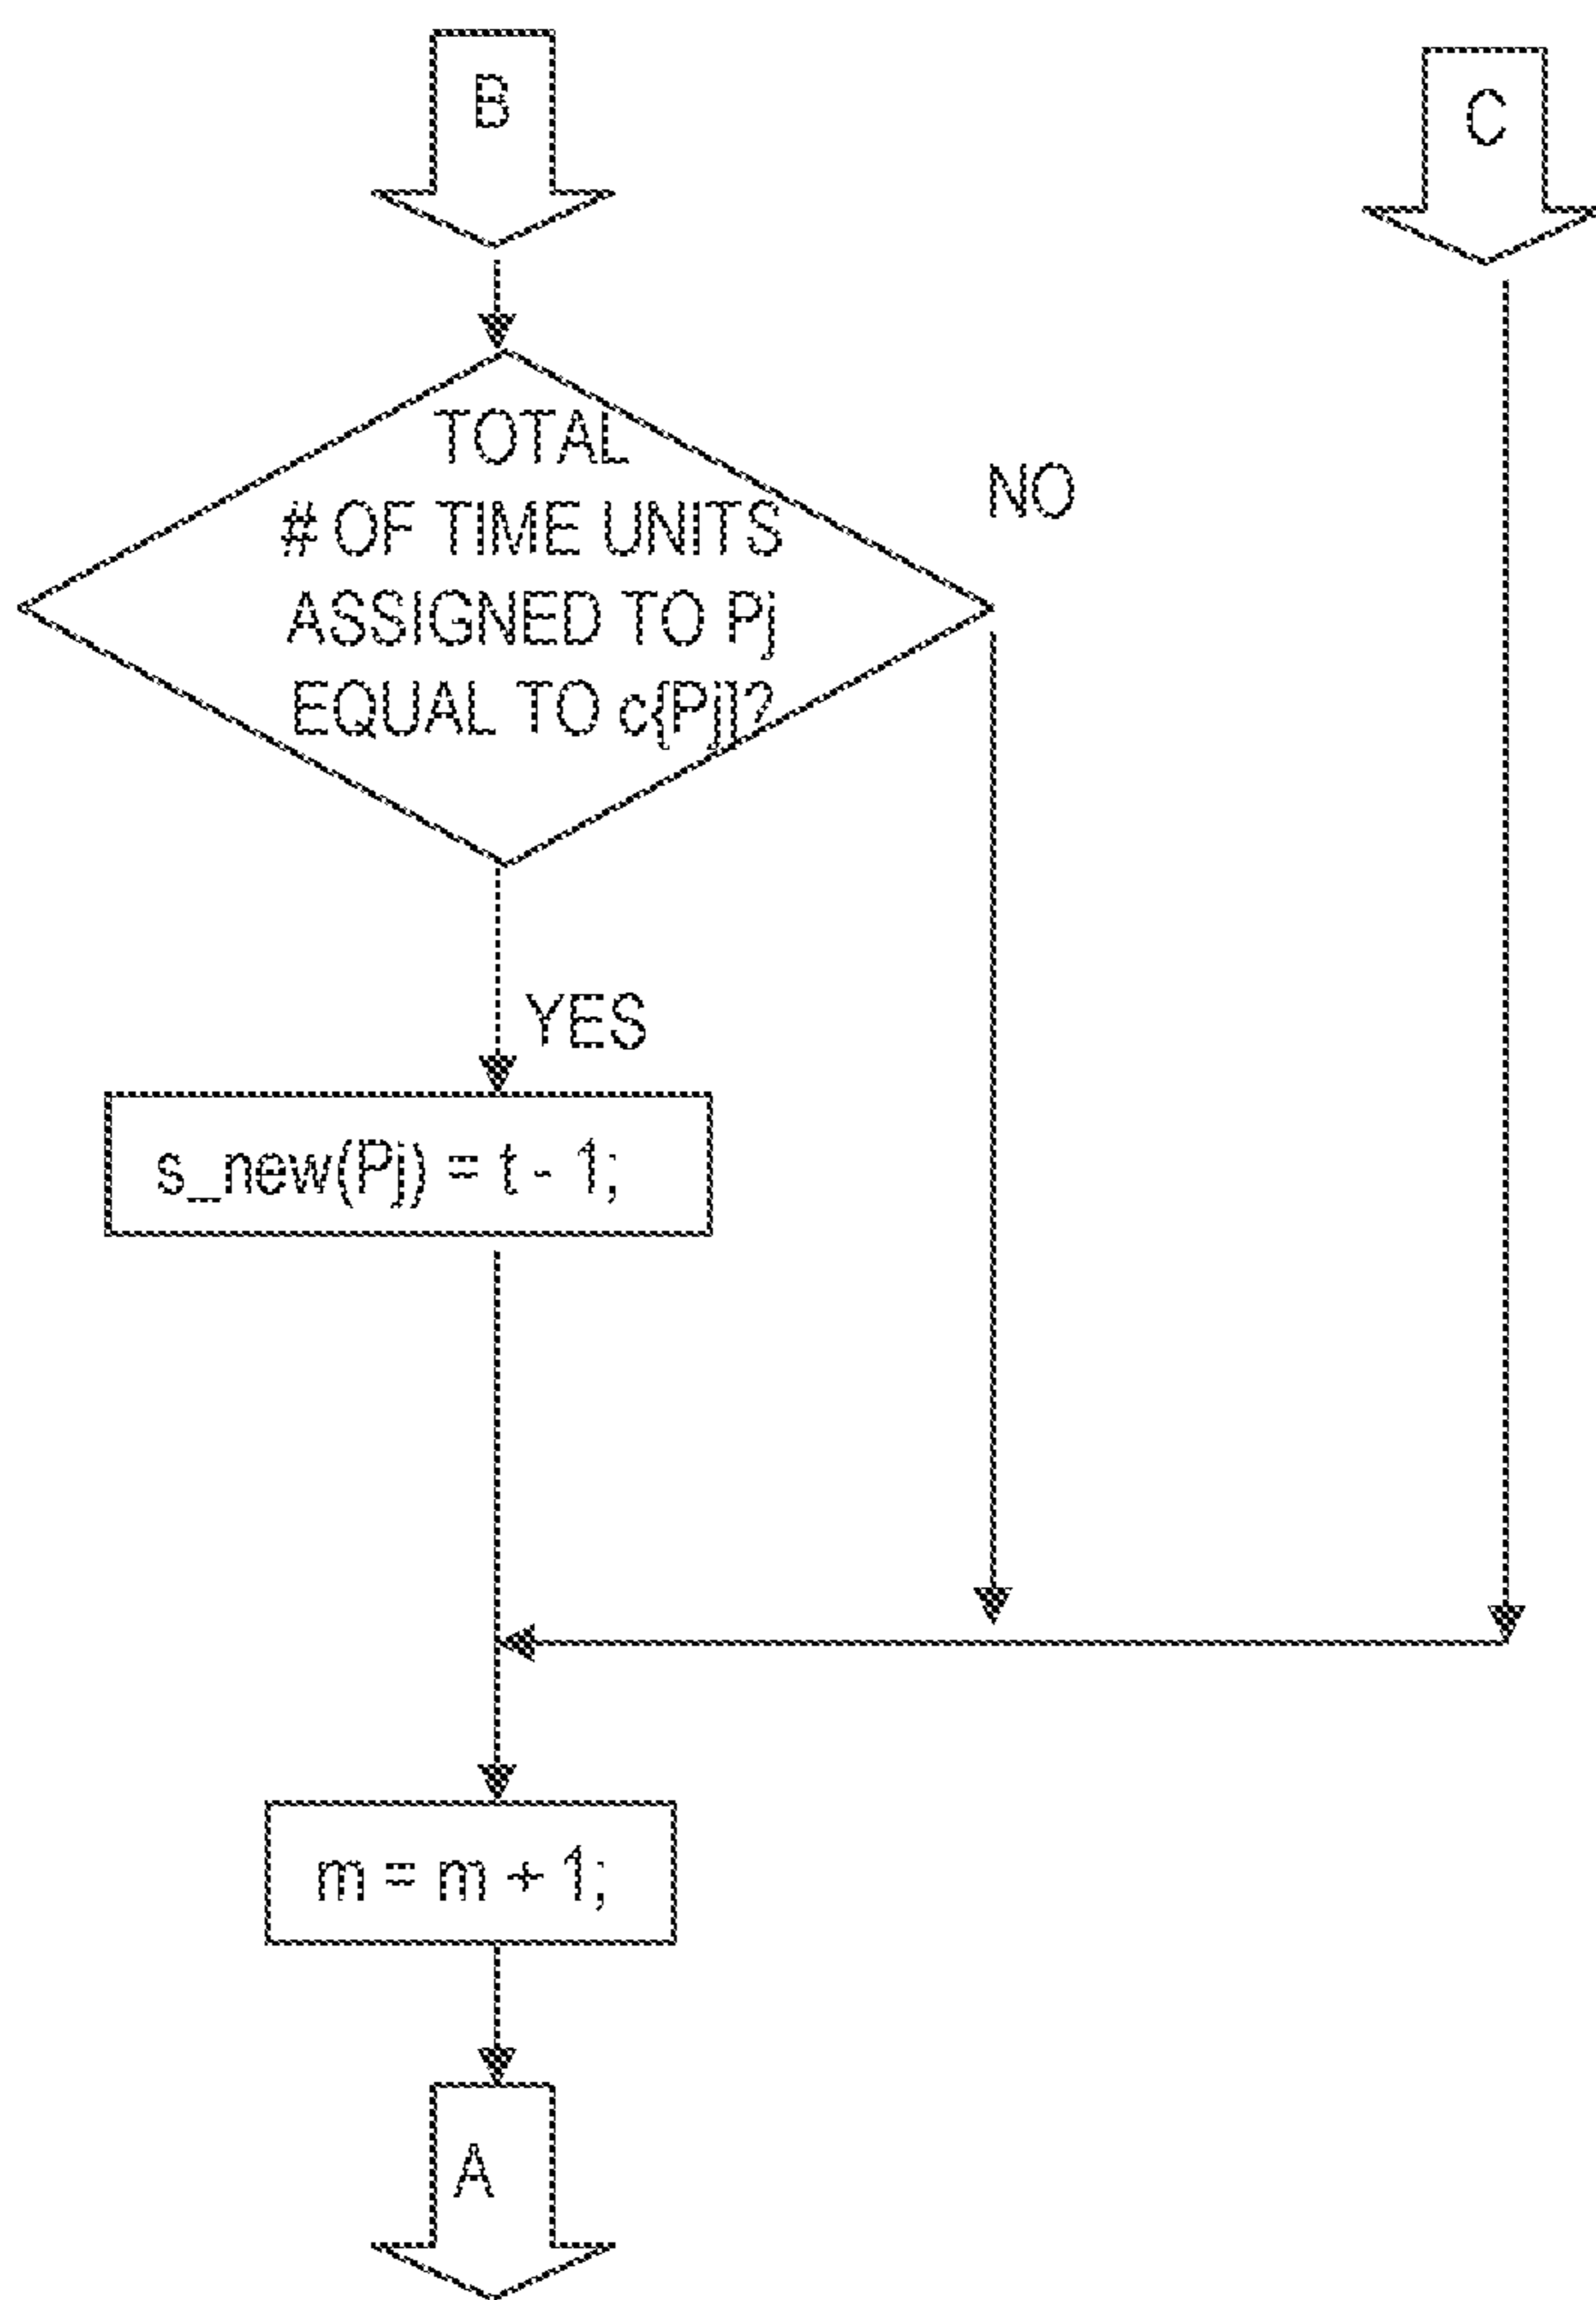 B
C
TOTAL
# OF TIME UNITS
ASSIGNED TO Pj
EQUAL TO c{Pj]?
NO
YES
s_new(Pj) = t - 1;
m = m + 1;
A